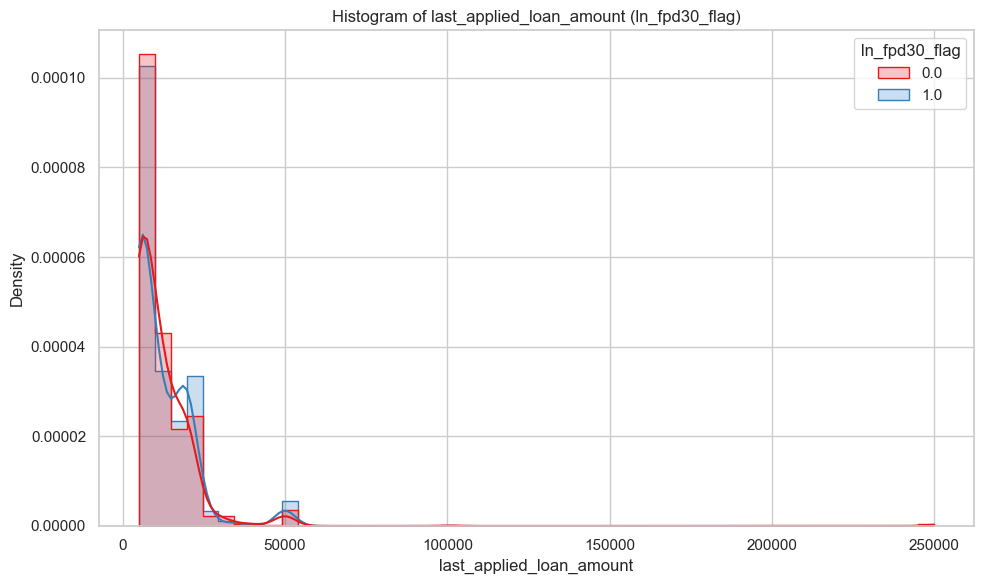 Histogram of last_applied_loan_amount (ln_fpd30_flag)
ln_fpd30_flag
0.0
1.0
Density
0.00010
0.00008
0.00006
0.00004
0.00002
0.00000
0 50000 100000 150000 200000 250000
last_applied_loan_amount